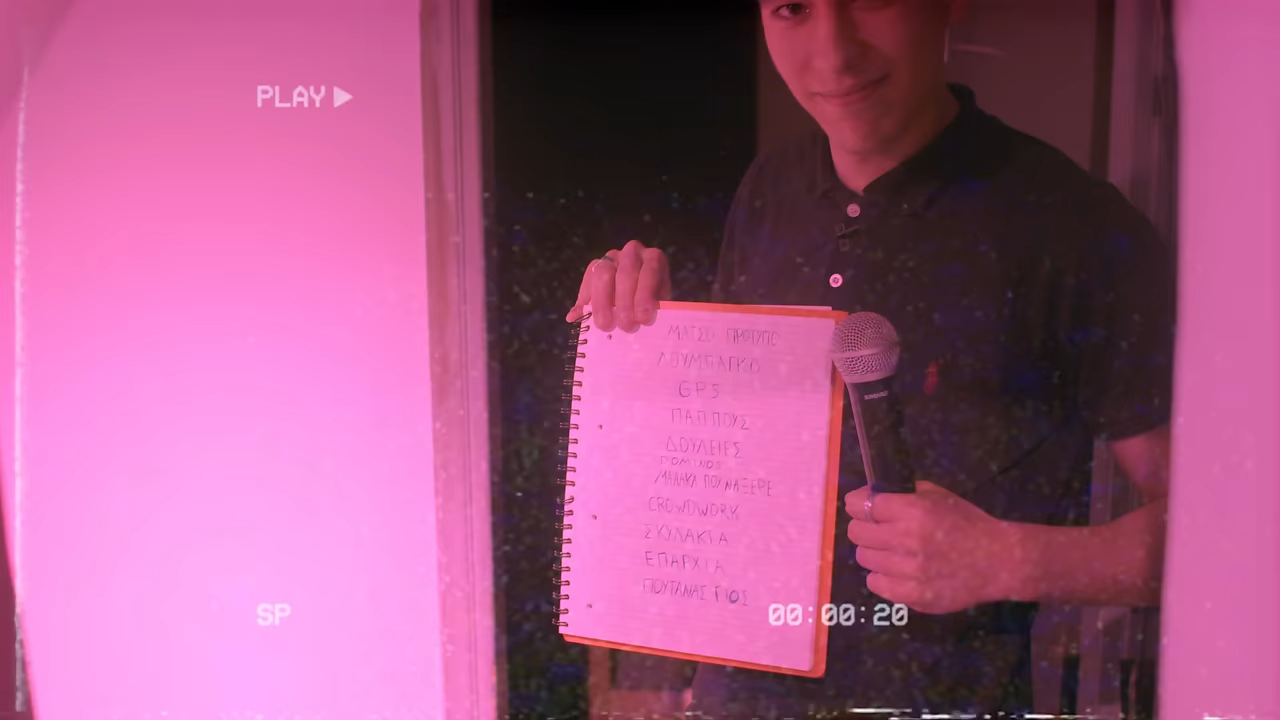 PLAY
ΜΑΤΣΟ ΠΡΟΤΥΠΟ
ΛΟΥΜΠΑΓΚΟ
GPS
ΠΑΠΠΟΥΣ
ΔΟΥΛΕΙΕΣ
DOMINOS
ΜΑΛΑΚΑ ΠΟΥ ΝΑ ΞΕΡΕ
CROWDWORK
ΣΚΥΛΑΚΙΑ
ΕΠΑΡΧΙΑ
ΠΟΥΤΑΝΑΣ ΓΙΟΣ
SP
00:00:20